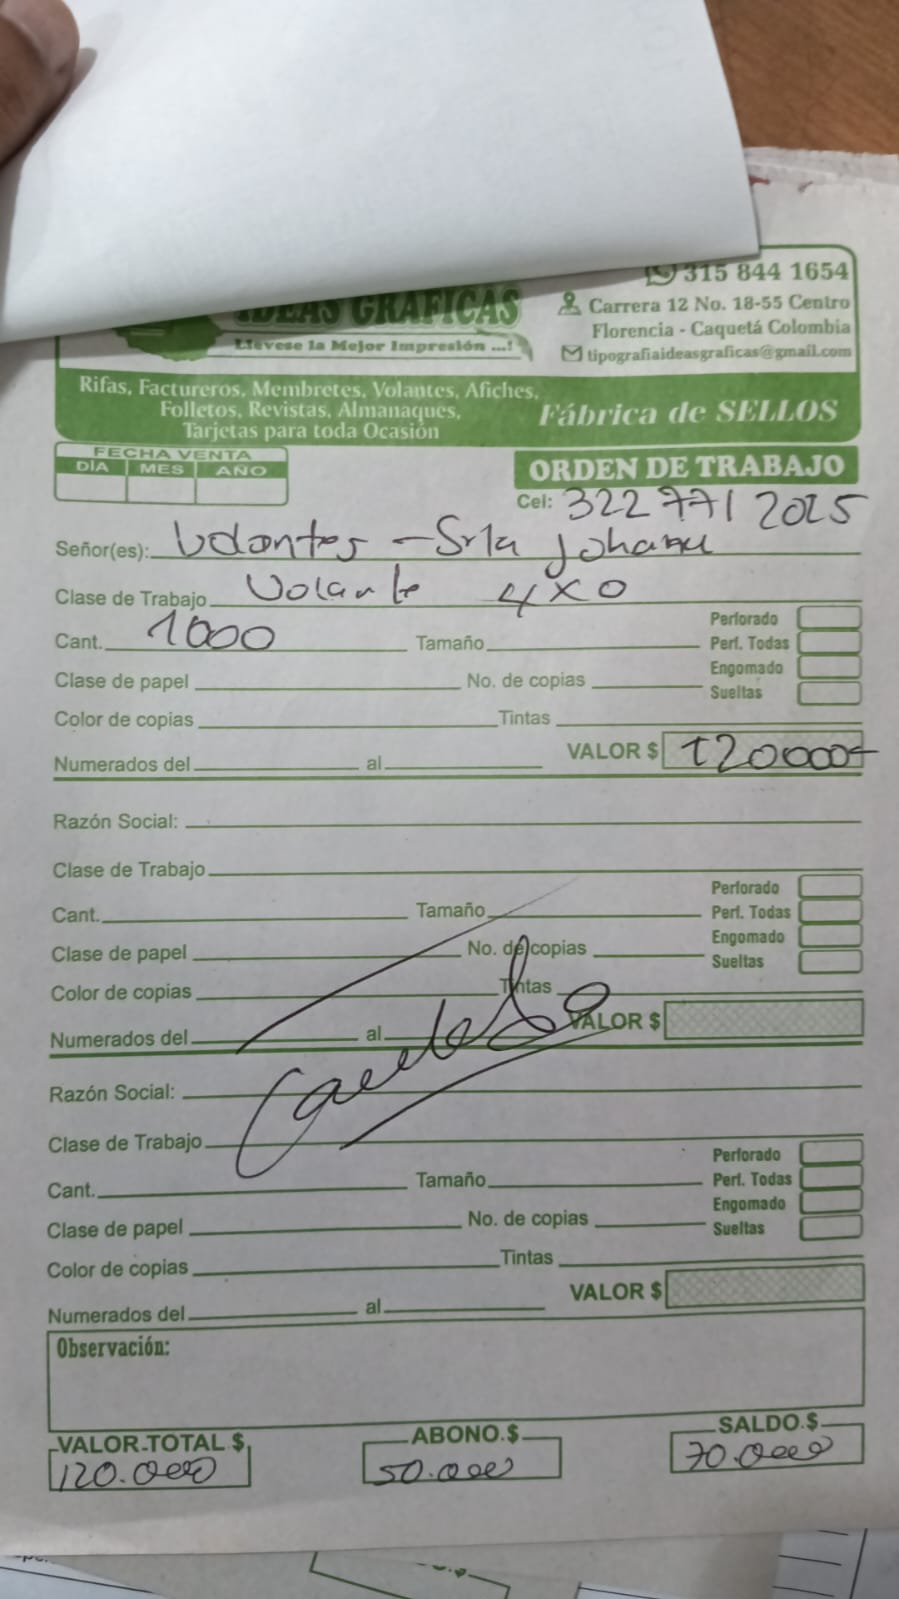 315 844 1654
IDEAS GRAFICAS
Carrera 12 No. 18-55 Centro
Florencia - Caquetá Colombia
Llevese la Mejor Impresión ...!
tipografiaideasgraficas@gmail.com
Rifas, Factureros, Membretes, Volantes, Afiches,
Folletos, Revistas, Almanaques,
Tarjetas para toda Ocasión
Fábrica de SELLOS
FECHA VENTA
DÍA MES AÑO
ORDEN DE TRABAJO
Cel: 322 771 2025
Señor(es): Volantes - Srta Johana
Clase de Trabajo Volante 4x0
Cant. 1000 Tamaño
Perforado
Perf. Todas
Clase de papel No. de copias
Engomado
Sueltas
Color de copias Tintas
Numerados del al VALOR $ 120000
Razón Social:
Clase de Trabajo
Perforado
Cant. Tamaño Perf. Todas
Clase de papel No. de copias Engomado
Sueltas
Color de copias Tintas
Numerados del al VALOR $
Razón Social:
Clase de Trabajo
Perforado
Cant. Tamaño Perf. Todas
Engomado
Clase de papel No. de copias Sueltas
Color de copias Tintas
Numerados del al VALOR $
Observación:
VALOR TOTAL $ ABONO $ SALDO $
120.000 50.000 70.000